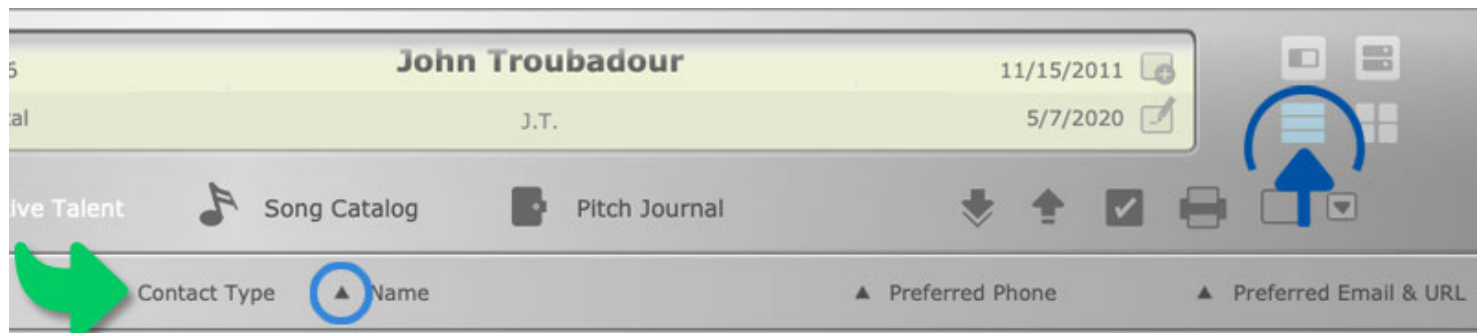 John Troubadour
11/15/2011
J.T.
5/7/2020
Song Catalog
Pitch Journal
Talent
Contact Type ▲ Name ▲ Preferred Phone ▲ Preferred Email & URL